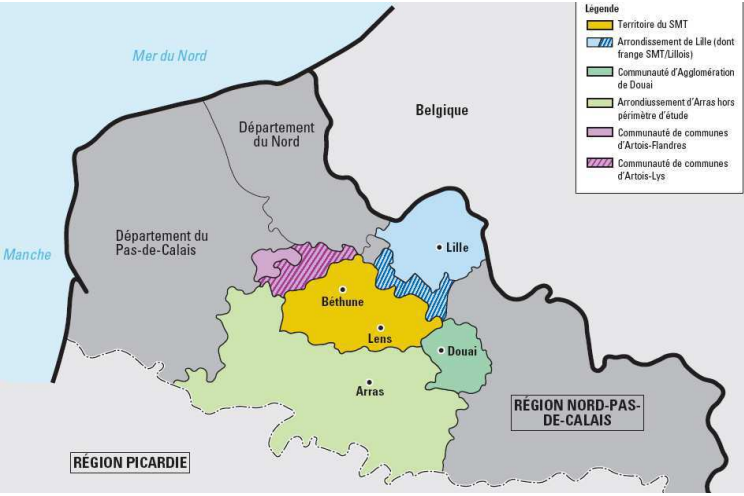 Légende
Territoire du SMT
Arrondissement de Lille (dont
frange SMT/Lillois)
Communauté d'Agglomération
de Douai
Arrondiussement d'Arras hors
périmètre d'étude
Communauté de communes
d'Artois-Flandres
Communauté de communes
d'Artois-Lys
Mer du Nord
Belgique
Département
du Nord
Département du
Pas-de-Calais
Manche
Lille
Béthune
Lens
Douai
Arras
RÉGION NORD-PAS-
DE-CALAIS
RÉGION PICARDIE